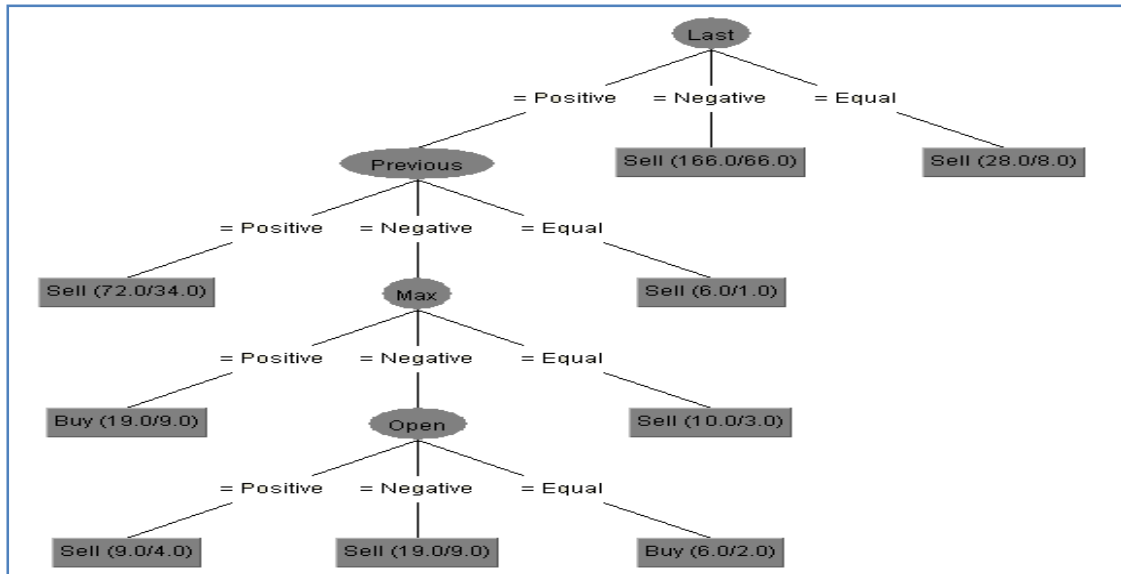 Last
= Positive = Negative = Equal
Previous Sell (166.0/66.0) Sell (28.0/8.0)
= Positive = Negative = Equal
Sell (72.0/34.0) Max Sell (6.0/1.0)
= Positive = Negative = Equal
Buy (19.0/9.0) Open Sell (10.0/3.0)
= Positive = Negative = Equal
Sell (9.0/4.0) Sell (19.0/9.0) Buy (6.0/2.0)